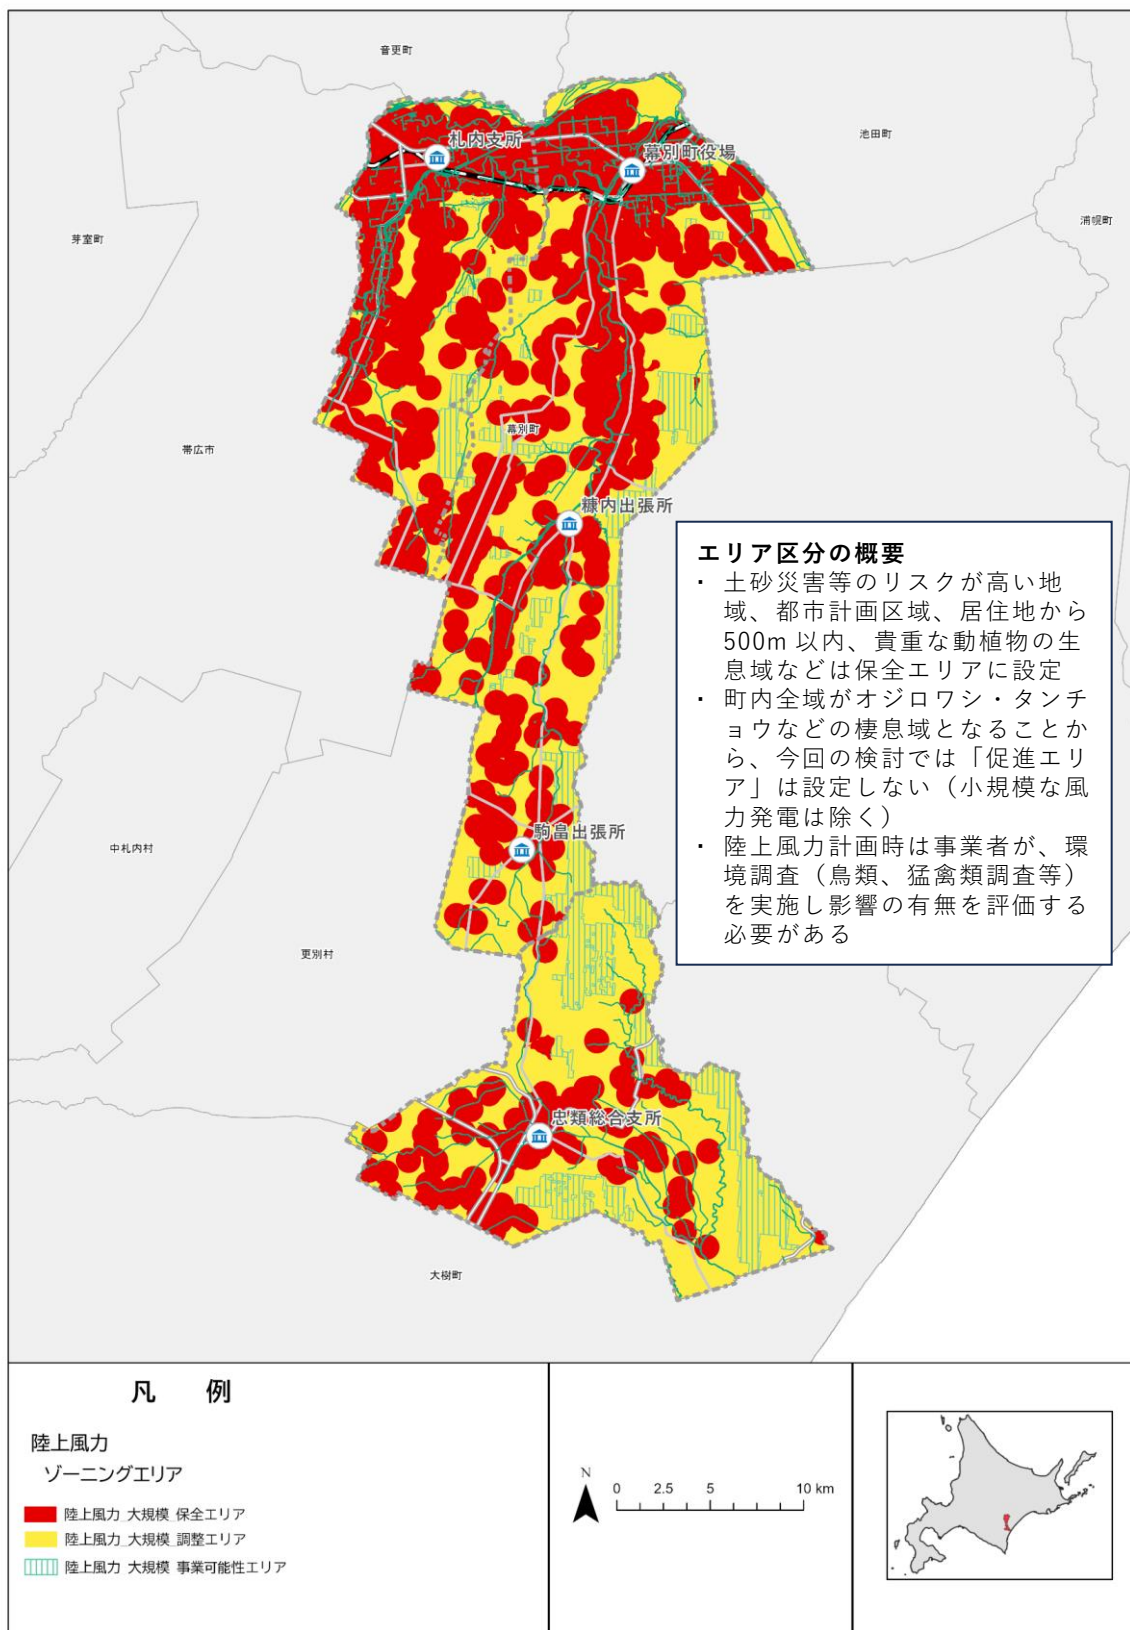 音更町
池田町
浦幌町
札内支所
幕別町役場
芽室町
帯広市
幕別町
糠内出張所
エリア区分の概要
・ 土砂災害等のリスクが高い地
域、都市計画区域、居住地から
500m 以内、貴重な動植物の生
息域などは保全エリアに設定
・ 町内全域がオジロワシ・タンチ
ョウなどの棲息域となることか
ら、今回の検討では「促進エリ
ア」は設定しない（小規模な風
力発電は除く）
・ 陸上風力計画時は事業者が、環
境調査（鳥類、猛禽類調査等）
を実施し影響の有無を評価する
必要がある
駒畠出張所
中札内村
更別村
忠類総合支所
大樹町
凡　例
陸上風力
ゾーニングエリア
陸上風力_大規模_保全エリア
陸上風力_大規模_調整エリア
陸上風力_大規模_事業可能性エリア
N
0 2.5 5 10 km